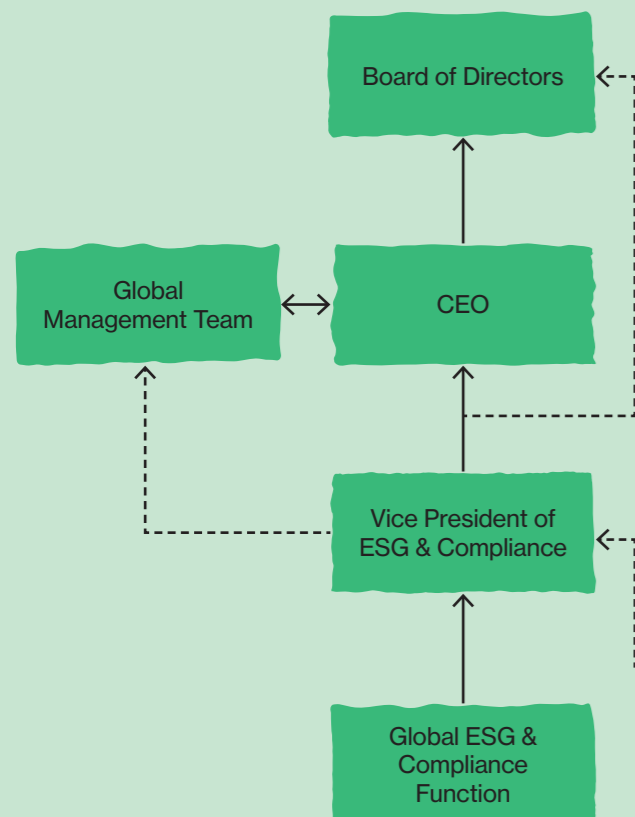 Board of Directors
Global
Management Team
CEO
Vice President of
ESG & Compliance
Global ESG &
Compliance
Function